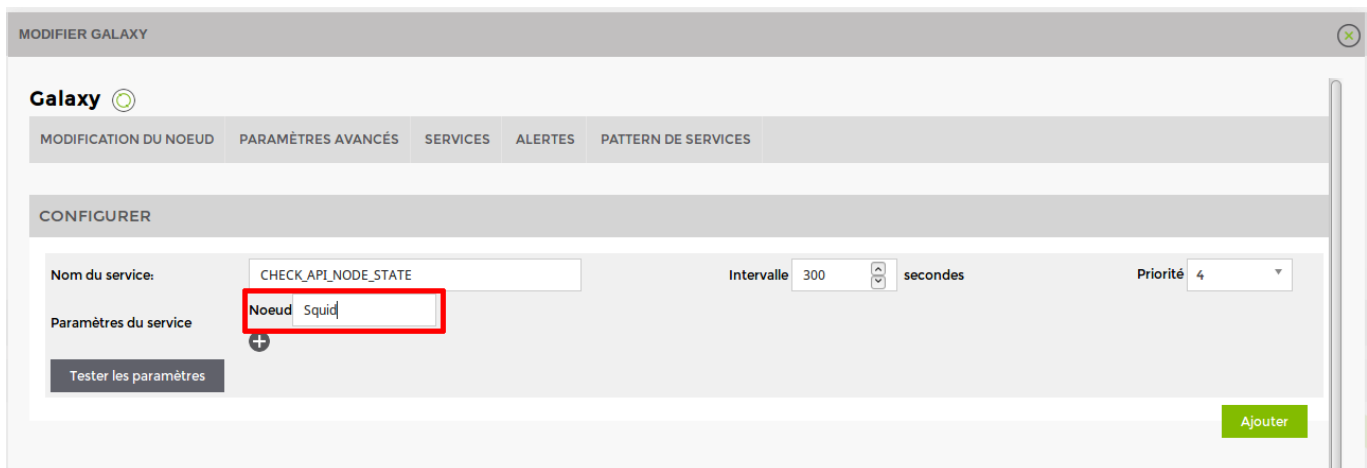 MODIFIER GALAXY
Galaxy
MODIFICATION DU NOEUD PARAMÈTRES AVANCÉS SERVICES ALERTES PATTERN DE SERVICES
CONFIGURER
Nom du service: CHECK_API_NODE_STATE Intervalle 300 secondes Priorité 4
Noeud Squid
Paramètres du service
Tester les paramètres
Ajouter